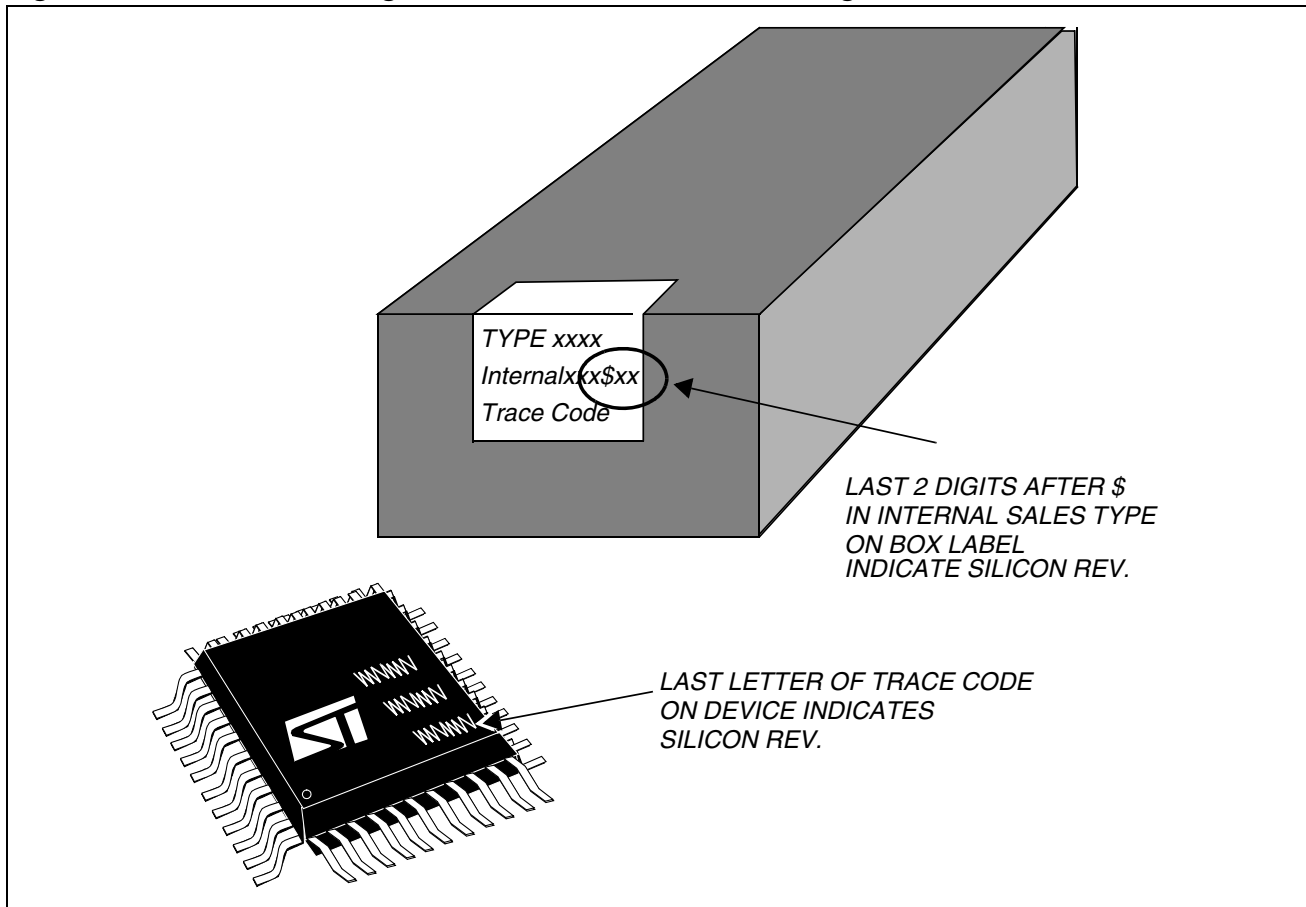 TYPE xxxx
Internalxxx$xx
Trace Code
LAST 2 DIGITS AFTER $
IN INTERNAL SALES TYPE
ON BOX LABEL
INDICATE SILICON REV.
LAST LETTER OF TRACE CODE
ON DEVICE INDICATES
SILICON REV.
ST